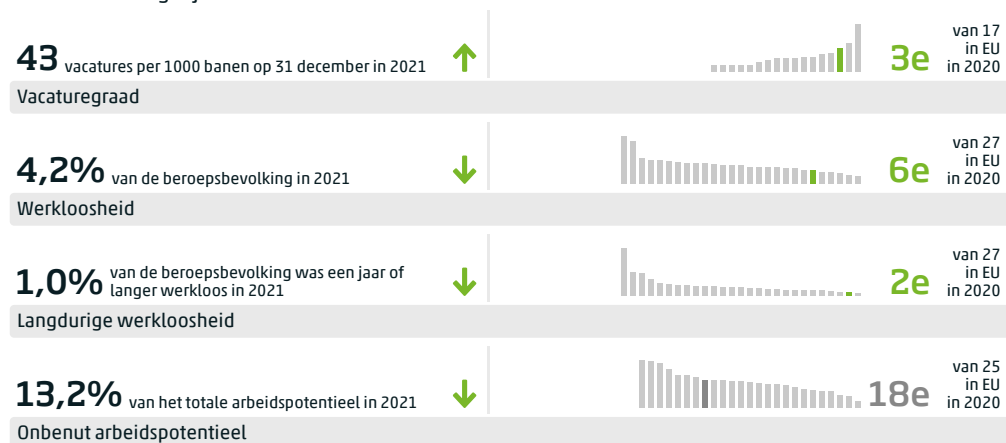 43 vacatures per 1000 banen op 31 december in 2021
3e
van 17
in EU
in 2020
Vacaturegraad
4,2% van de beroepsbevolking in 2021
6e
van 27
in EU
in 2020
Werkloosheid
1,0% van de beroepsbevolking was een jaar of
langer werkloos in 2021
2e
van 27
in EU
in 2020
Langdurige werkloosheid
13,2% van het totale arbeidspotentieel in 2021
18e
van 25
in EU
in 2020
Onbenut arbeidspotentieel